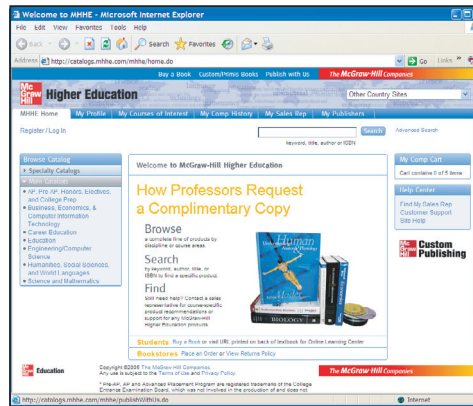 Welcome to MHHE - Microsoft Internet Explorer
File Edit View Favorites Tools Help
Back Search Favorites
Address http://catalogs.mhhe.com/mhhe/home.do Go Links »
Buy a Book Custom/Primis Books Publish with Us The McGraw-Hill Companies
Mc Graw Hill Higher Education Other Country Sites
MHHE Home My Profile My Courses of Interest My Comp History My Sales Rep My Publishers
Register / Log In Search Advanced Search
keyword, title, author or ISBN
Browse Catalog
Specialty Catalogs
Main Catalogs
AP, Pre AP, Honors, Electives, and College Prep
Business, Economics, & Computer Information Technology
Career Education
Education
Engineering/Computer Science
Humanities, Social Sciences, and World Languages
Science and Mathematics
Welcome to McGraw-Hill Higher Education
How Professors Request
a Complimentary Copy
Browse
a complete line of products by
discipline or course areas.
Search
by keyword, author, title, or
ISBN to find a specific product.
Find
Still need help? Contact a sales
representative for course-specific
product recommendations or
support for any McGraw-Hill
Higher Education products.
Human
BIOLOGY
Students Buy a Book or visit URL printed on back of textbook for Online Learning Center
Bookstores Place an Order or View Returns Policy
My Comp Cart
Cart contains 0 of 5 items.
Help Center
Find My Sales Rep
Customer Support
Site Help
Mc Graw Hill Custom Publishing
Education
Copyright ©2006 The McGraw-Hill Companies.
Any use is subject to the Terms of Use and Privacy Policy.
The McGraw-Hill Companies
* Pre-AP, AP and Advanced Placement Program are registered trademarks of the College
Entrance Examination Board, which was not involved in the production of and does not
http://catalogs.mhhe.com/mhhe/publishWithUs.do Internet